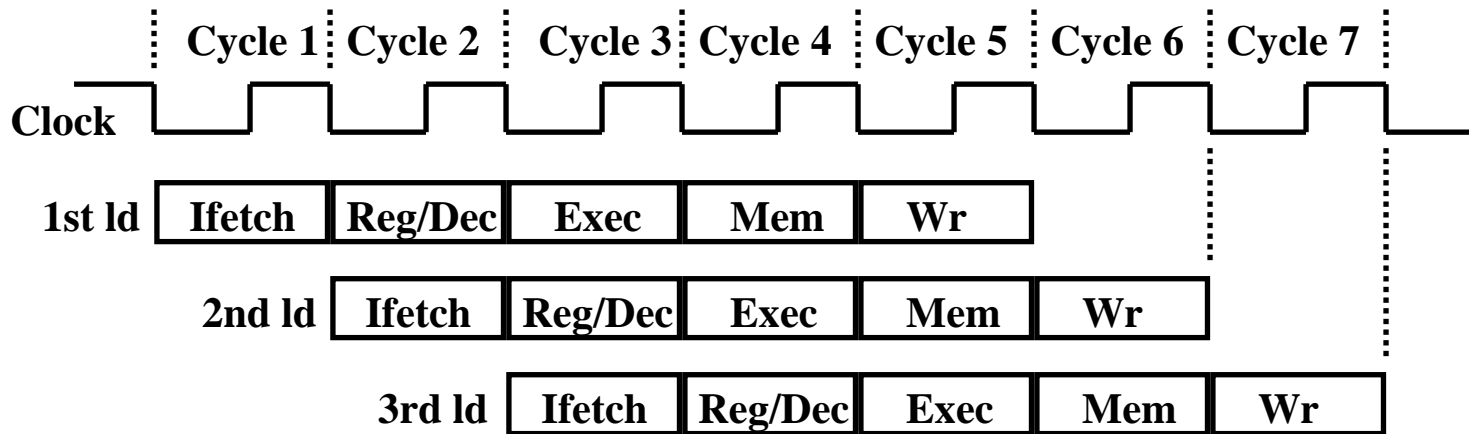 Cycle 1 Cycle 2 Cycle 3 Cycle 4 Cycle 5 Cycle 6 Cycle 7
Clock
1st ld Ifetch Reg/Dec Exec Mem Wr
2nd ld Ifetch Reg/Dec Exec Mem Wr
3rd ld Ifetch Reg/Dec Exec Mem Wr